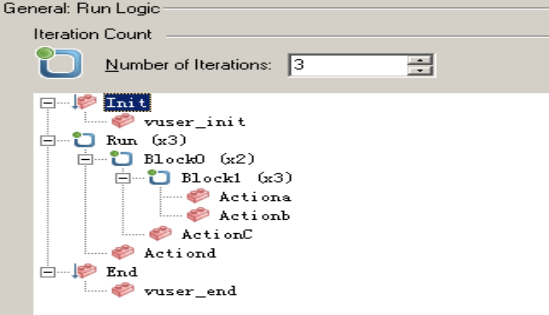 General: Run Logic
Iteration Count
Number of Iterations: 3
Init
vuser_init
Run (x3)
Block0 (x2)
Block1 (x3)
Actiona
Actionb
ActionC
Actiond
End
vuser_end